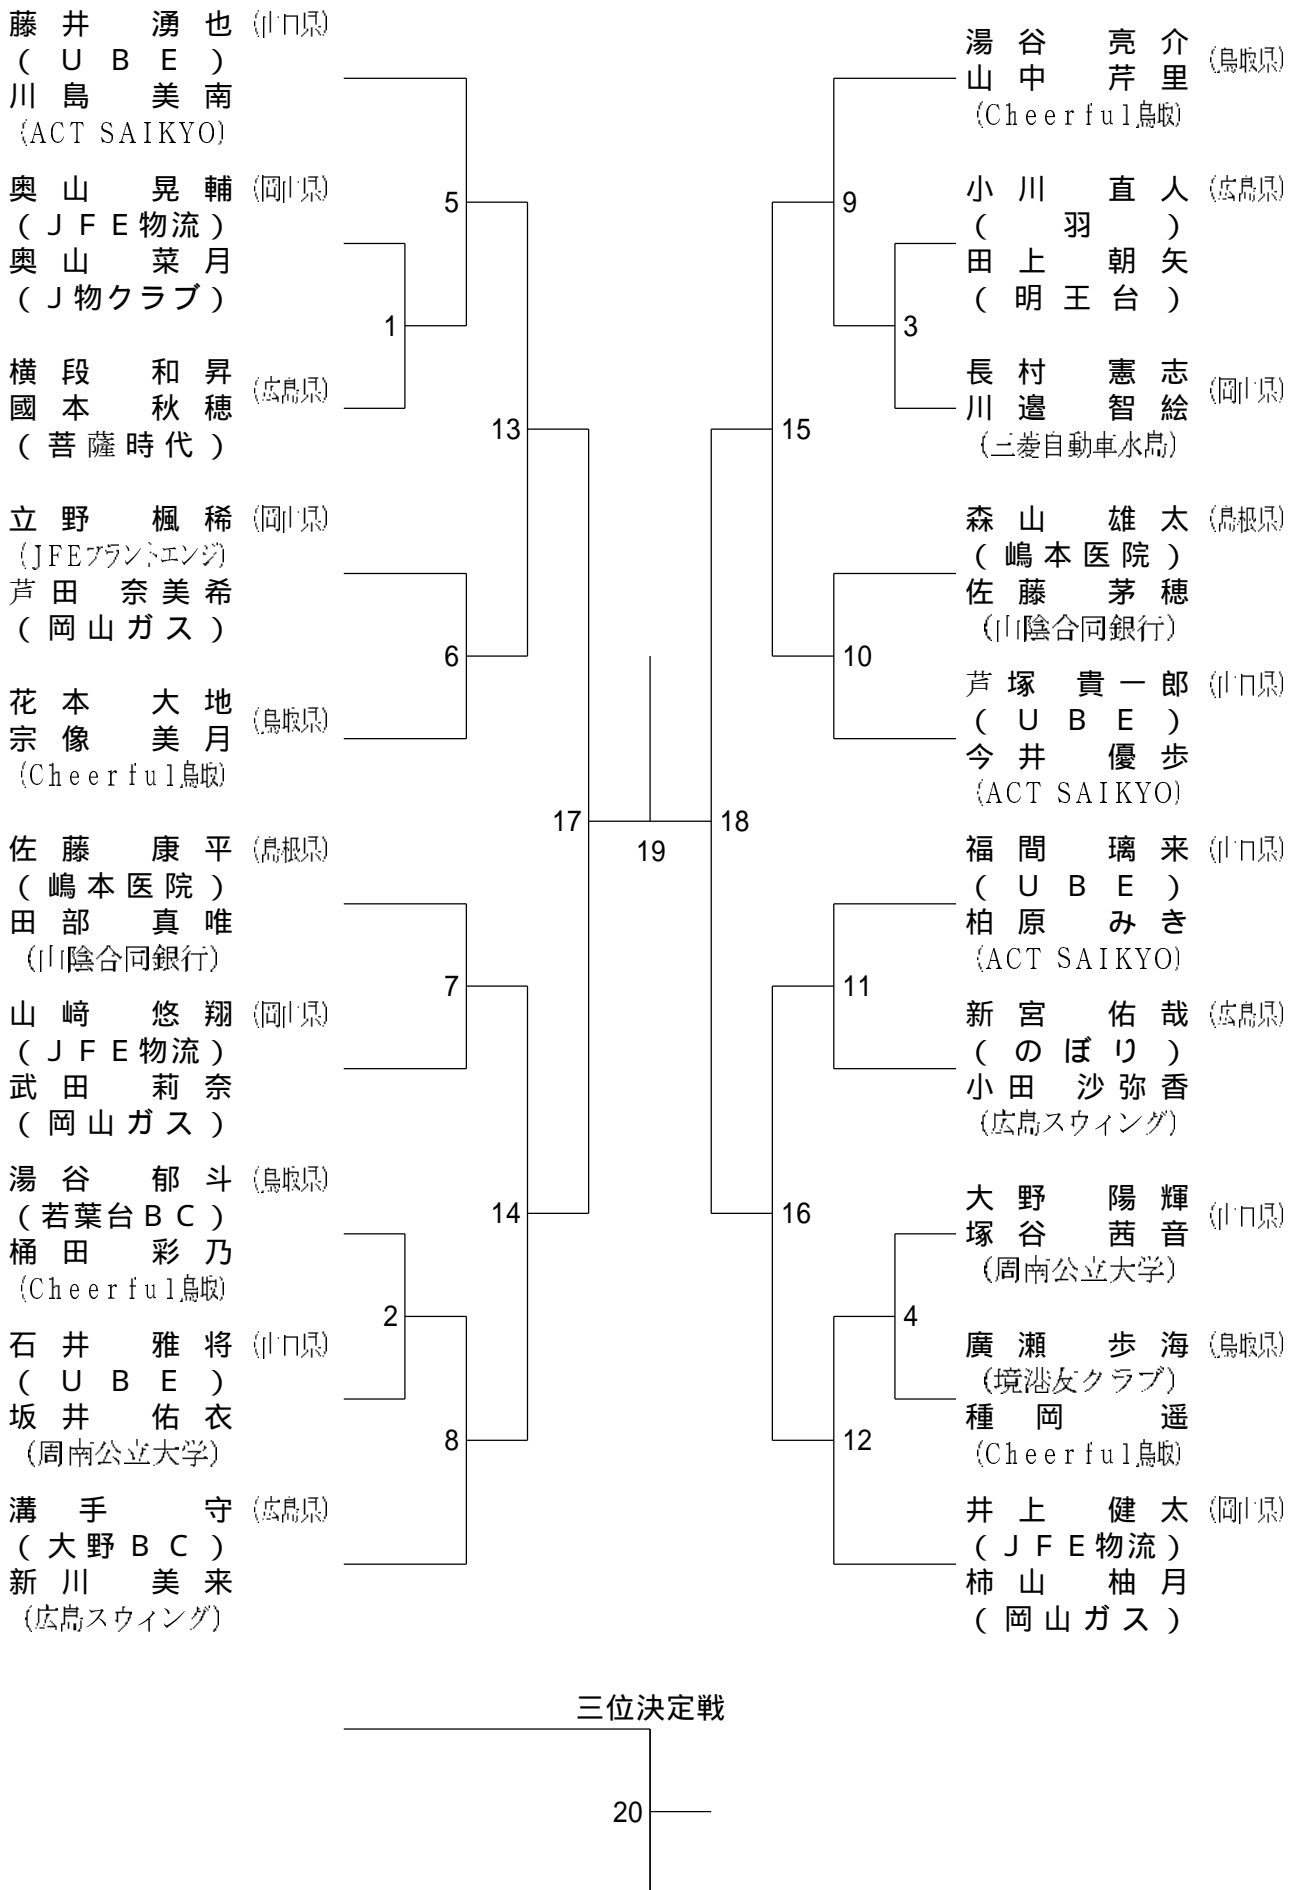 藤井 湧也 (山口県)
(UBE)
川島 美南
(ACT SAIKYO)
奥山 晃輔 (岡山県)
(JFE物流)
奥山 菜月
(J物クラブ)
1
横段 和昇
國本 秋穂
(広島県)
(菩薩時代)
5
立野 楓稀 (岡山県)
(JFEプラントエンジ)
芦田 奈美希
(岡山ガス)
6
花本 大地
宗像 美月
(鳥取県)
(Cheerful鳥取)
13
佐藤 康平 (島根県)
(嶋本医院)
田部 真唯
(山陰合同銀行)
7
山﨑 悠翔 (岡山県)
(JFE物流)
武田 莉奈
(岡山ガス)
湯谷 郁斗 (鳥取県)
(若葉台BC)
桶田 彩乃
(Cheerful鳥取)
2
石井 雅将 (山口県)
(UBE)
坂井 佑衣
(周南公立大学)
8
溝手 守 (広島県)
(大野BC)
新川 美来
(広島スウィング)
14
17
19
18
湯谷 亮介
山中 芹里
(鳥取県)
(Cheerful鳥取)
9
小川 直人 (広島県)
(羽)
田上 朝矢
(明王台)
3
長村 憲志
川邉 智絵
(岡山県)
(三菱自動車水島)
15
森山 雄太 (島根県)
(嶋本医院)
佐藤 茅穂
(山陰合同銀行)
10
芦塚 貴一郎 (山口県)
(UBE)
今井 優歩
(ACT SAIKYO)
福間 璃来 (山口県)
(UBE)
柏原 みき
(ACT SAIKYO)
11
新宮 佑哉 (広島県)
(のぼり)
小田 沙弥香
(広島スウィング)
16
大野 陽輝
塚谷 茜音
(山口県)
(周南公立大学)
4
廣瀬 歩海 (鳥取県)
(境港友クラブ)
種岡 遥
(Cheerful鳥取)
12
井上 健太 (岡山県)
(JFE物流)
柿山 柚月
(岡山ガス)
三位決定戦
20